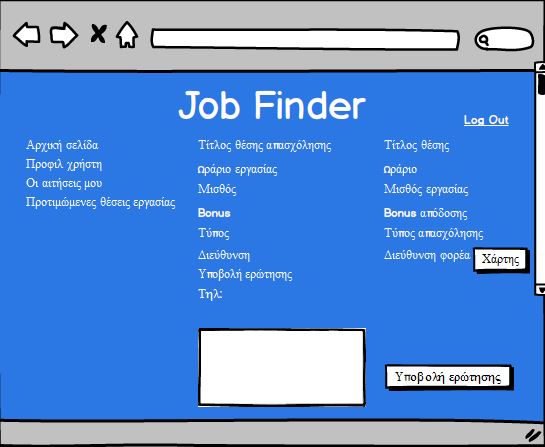 Job Finder
Log Out
Αρχική σελίδα
Προφιλ χρήστη
Οι αιτήσεις μου
Προτιμώμενες θέσεις εργασίας
Τίτλος θέσης απασχόλησης
Ωράριο εργασίας
Μισθός
Bonus
Τύπος
Διεύθυνση
Υποβολή ερώτησης
Τηλ:
Τίτλος θέσης
Ωράριο
Μισθός εργασίας
Bonus απόδοσης
Τύπος απασχόλησης
Διεύθυνση φορέα
Χάρτης
Υποβολή ερώτησης